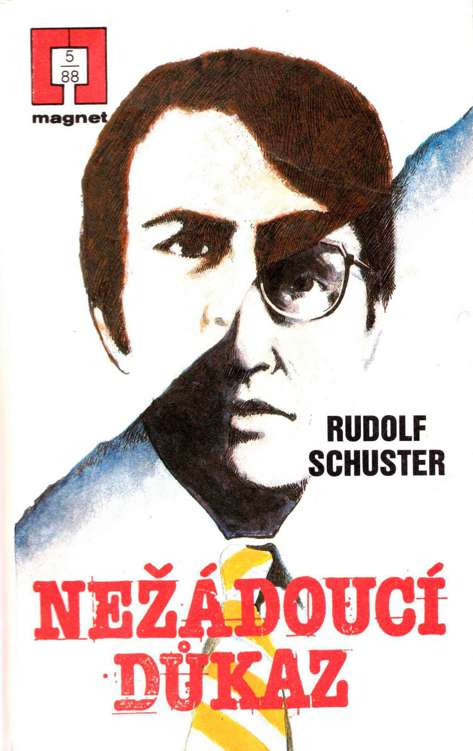 5
88
magnet
RUDOLF
SCHUSTER
NEŽÁDOUCÍ
DŮKAZ